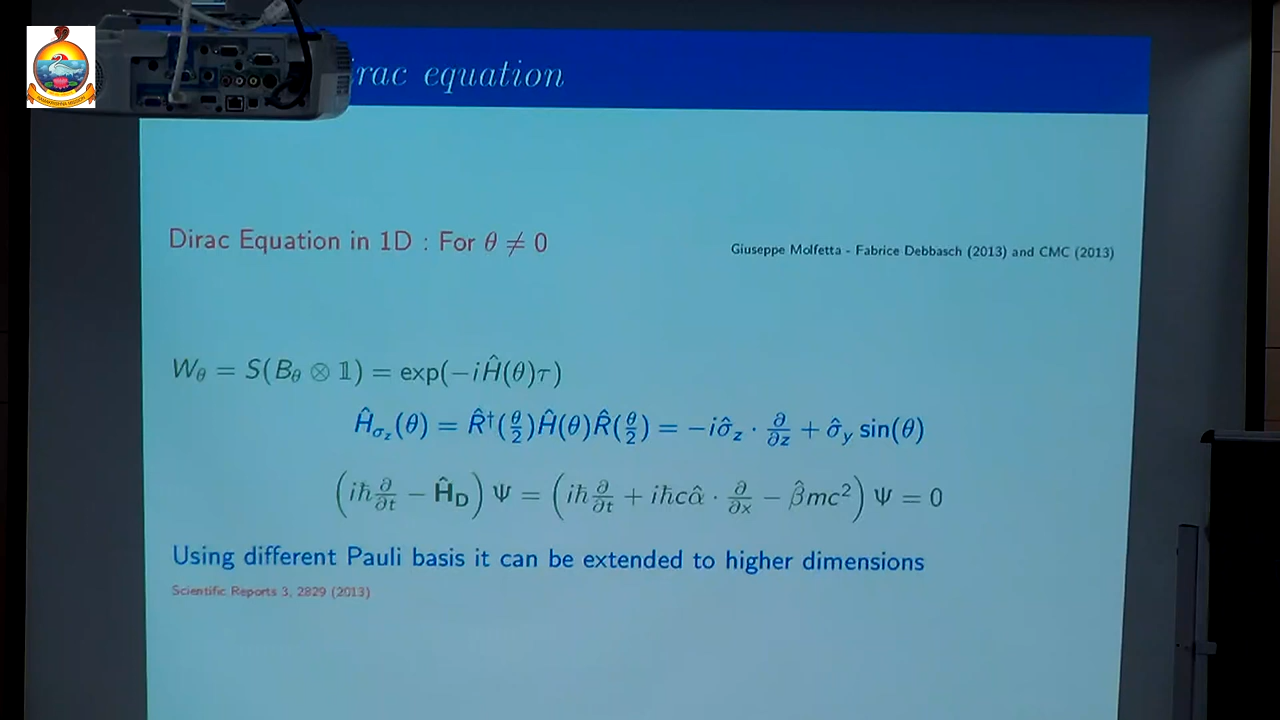 equation
Dirac Equation in 1D : For θ ≠ 0
Giuseppe Molfetta - Fabrice Debbasch (2013) and CMC (2013)
W_θ = S(B_θ ⊗ 𝟙) = exp(−iĤ(θ)τ)
Ĥ_{σ_z}(θ) = R̂†(θ/2)Ĥ(θ)R̂(θ/2) = −iσ̂_z · ∂/∂z + σ̂_y sin(θ)
(iħ ∂/∂t − Ĥ_D) Ψ = (iħ ∂/∂t + iħcα̂ · ∂/∂x − β̂mc²) Ψ = 0
Using different Pauli basis it can be extended to higher dimensions
Scientific Reports 3, 2829 (2013)